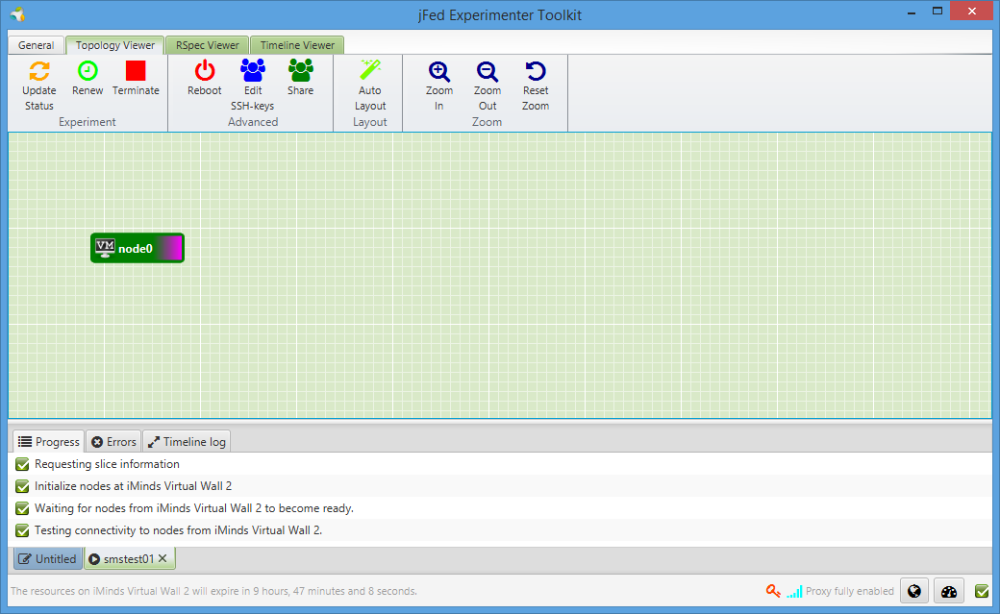 jFed Experimenter Toolkit
General Topology Viewer RSpec Viewer Timeline Viewer
Update Status Renew Terminate Reboot Edit SSH-keys Share Auto Layout Zoom In Zoom Out Reset Zoom
Experiment Advanced Layout Zoom
VM node0
Progress Errors Timeline log
Requesting slice information
Initialize nodes at iMinds Virtual Wall 2
Waiting for nodes from iMinds Virtual Wall 2 to become ready.
Testing connectivity to nodes from iMinds Virtual Wall 2.
Untitled smstest01
The resources on iMinds Virtual Wall 2 will expire in 9 hours, 47 minutes and 8 seconds. Proxy fully enabled